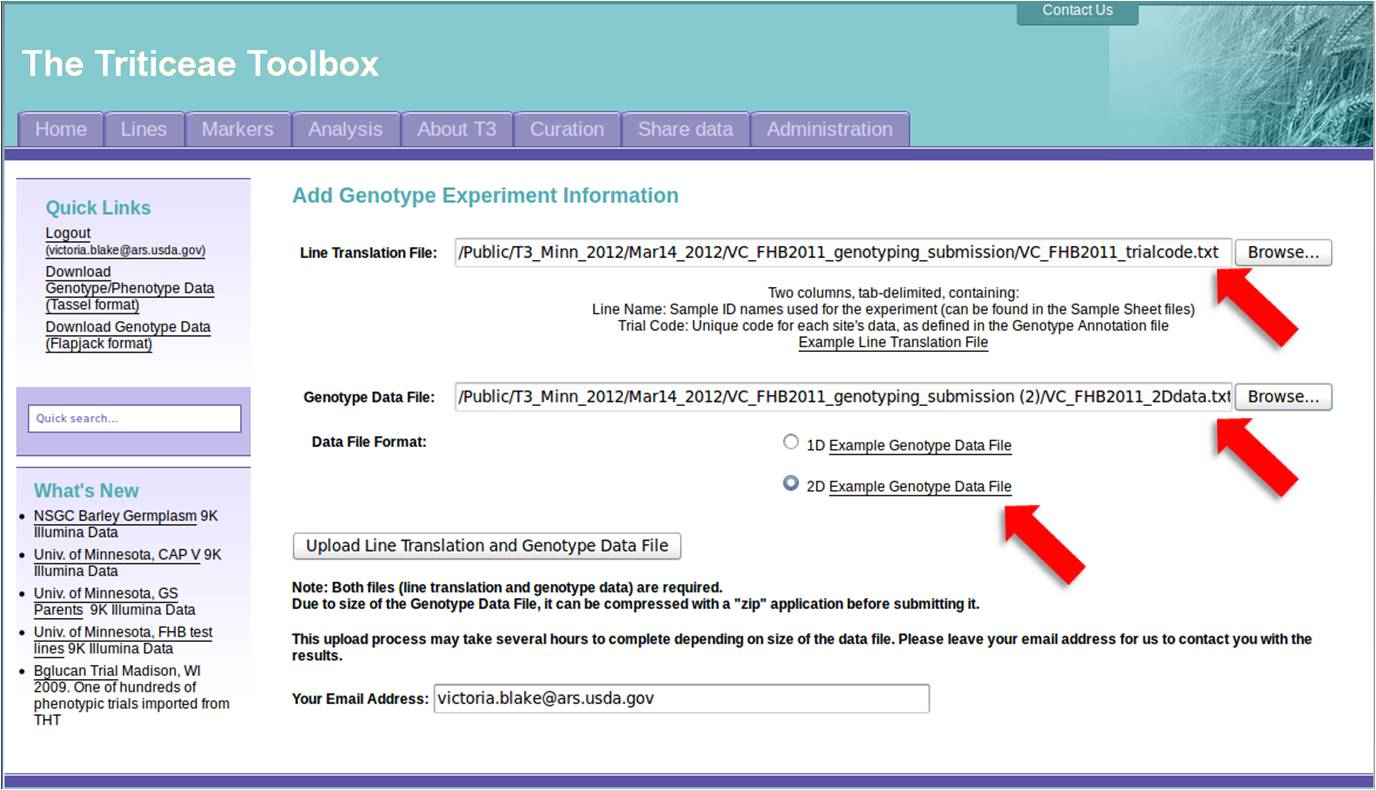 Contact Us
The Triticeae Toolbox
Home Lines Markers Analysis About T3 Curation Share data Administration
Quick Links
Logout
(victoria.blake@ars.usda.gov)
Download
Genotype/Phenotype Data
(Tassel format)
Download Genotype Data
(Flapjack format)
Quick search...
What's New
NSGC Barley Germplasm 9K
Illumina Data
Univ. of Minnesota, CAP V 9K
Illumina Data
Univ. of Minnesota, GS
Parents 9K Illumina Data
Univ. of Minnesota, FHB test
lines 9K Illumina Data
Bglucan Trial Madison, WI
2009. One of hundreds of
phenotypic trials imported from
THT
Add Genotype Experiment Information
Line Translation File: /Public/T3_Minn_2012/Mar14_2012/VC_FHB2011_genotyping_submission/VC_FHB2011_trialcode.txt Browse...
Two columns, tab-delimited, containing:
Line Name: Sample ID names used for the experiment (can be found in the Sample Sheet files)
Trial Code: Unique code for each site's data, as defined in the Genotype Annotation file
Example Line Translation File
Genotype Data File: /Public/T3_Minn_2012/Mar14_2012/VC_FHB2011_genotyping_submission (2)/VC_FHB2011_2Ddata.txt Browse...
Data File Format: 1D Example Genotype Data File
2D Example Genotype Data File
Upload Line Translation and Genotype Data File
Note: Both files (line translation and genotype data) are required.
Due to size of the Genotype Data File, it can be compressed with a "zip" application before submitting it.
This upload process may take several hours to complete depending on size of the data file. Please leave your email address for us to contact you with the
results.
Your Email Address: victoria.blake@ars.usda.gov